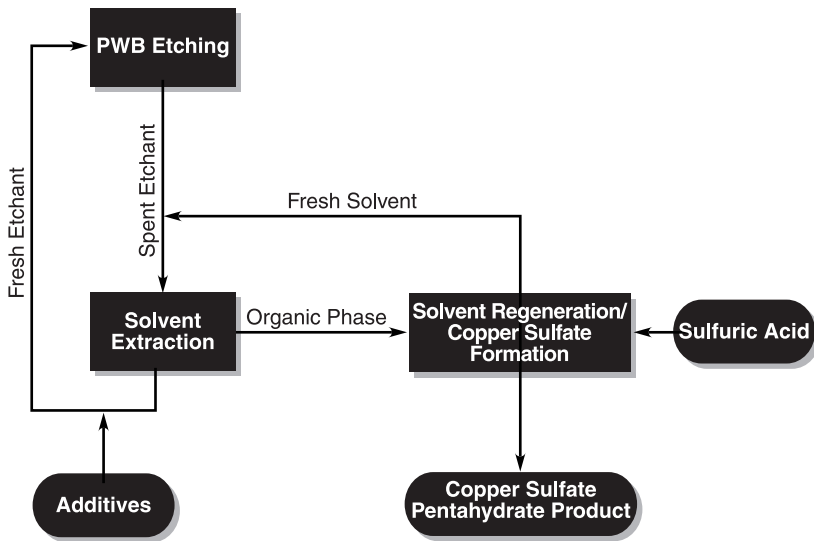 PWB Etching
Fresh Etchant
Spent Etchant
Fresh Solvent
Solvent
Extraction
Organic Phase
Solvent Regeneration/
Copper Sulfate
Formation
Sulfuric Acid
Additives
Copper Sulfate
Pentahydrate Product